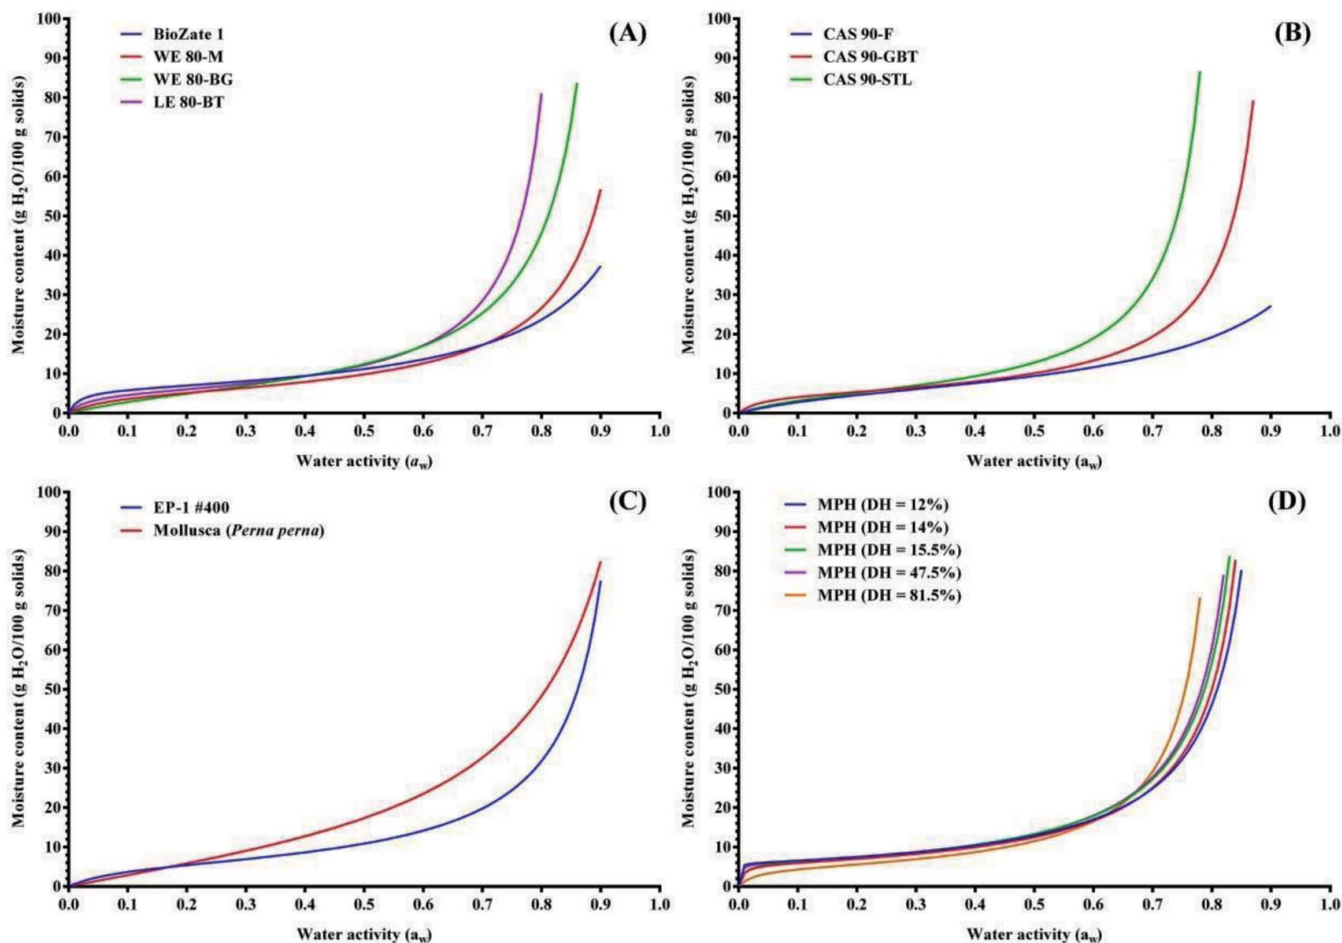 (A)
BioZate 1
WE 80-M
WE 80-BG
LE 80-BT
Moisture content (g H₂O/100 g solids)
100
90
80
70
60
50
40
30
20
10
0
0.0 0.1 0.2 0.3 0.4 0.5 0.6 0.7 0.8 0.9 1.0
Water activity (a_w)
(B)
CAS 90-F
CAS 90-GBT
CAS 90-STL
Moisture content (g H₂O/100 g solids)
100
90
80
70
60
50
40
30
20
10
0
0.0 0.1 0.2 0.3 0.4 0.5 0.6 0.7 0.8 0.9 1.0
Water activity (a_w)
(C)
EP-1 #400
Mollusca (Perna perna)
Moisture content (g H₂O/100 g solids)
100
90
80
70
60
50
40
30
20
10
0
0.0 0.1 0.2 0.3 0.4 0.5 0.6 0.7 0.8 0.9 1.0
Water activity (a_w)
(D)
MPH (DH = 12%)
MPH (DH = 14%)
MPH (DH = 15.5%)
MPH (DH = 47.5%)
MPH (DH = 81.5%)
Moisture content (g H₂O/100 g solids)
100
90
80
70
60
50
40
30
20
10
0
0.0 0.1 0.2 0.3 0.4 0.5 0.6 0.7 0.8 0.9 1.0
Water activity (a_w)